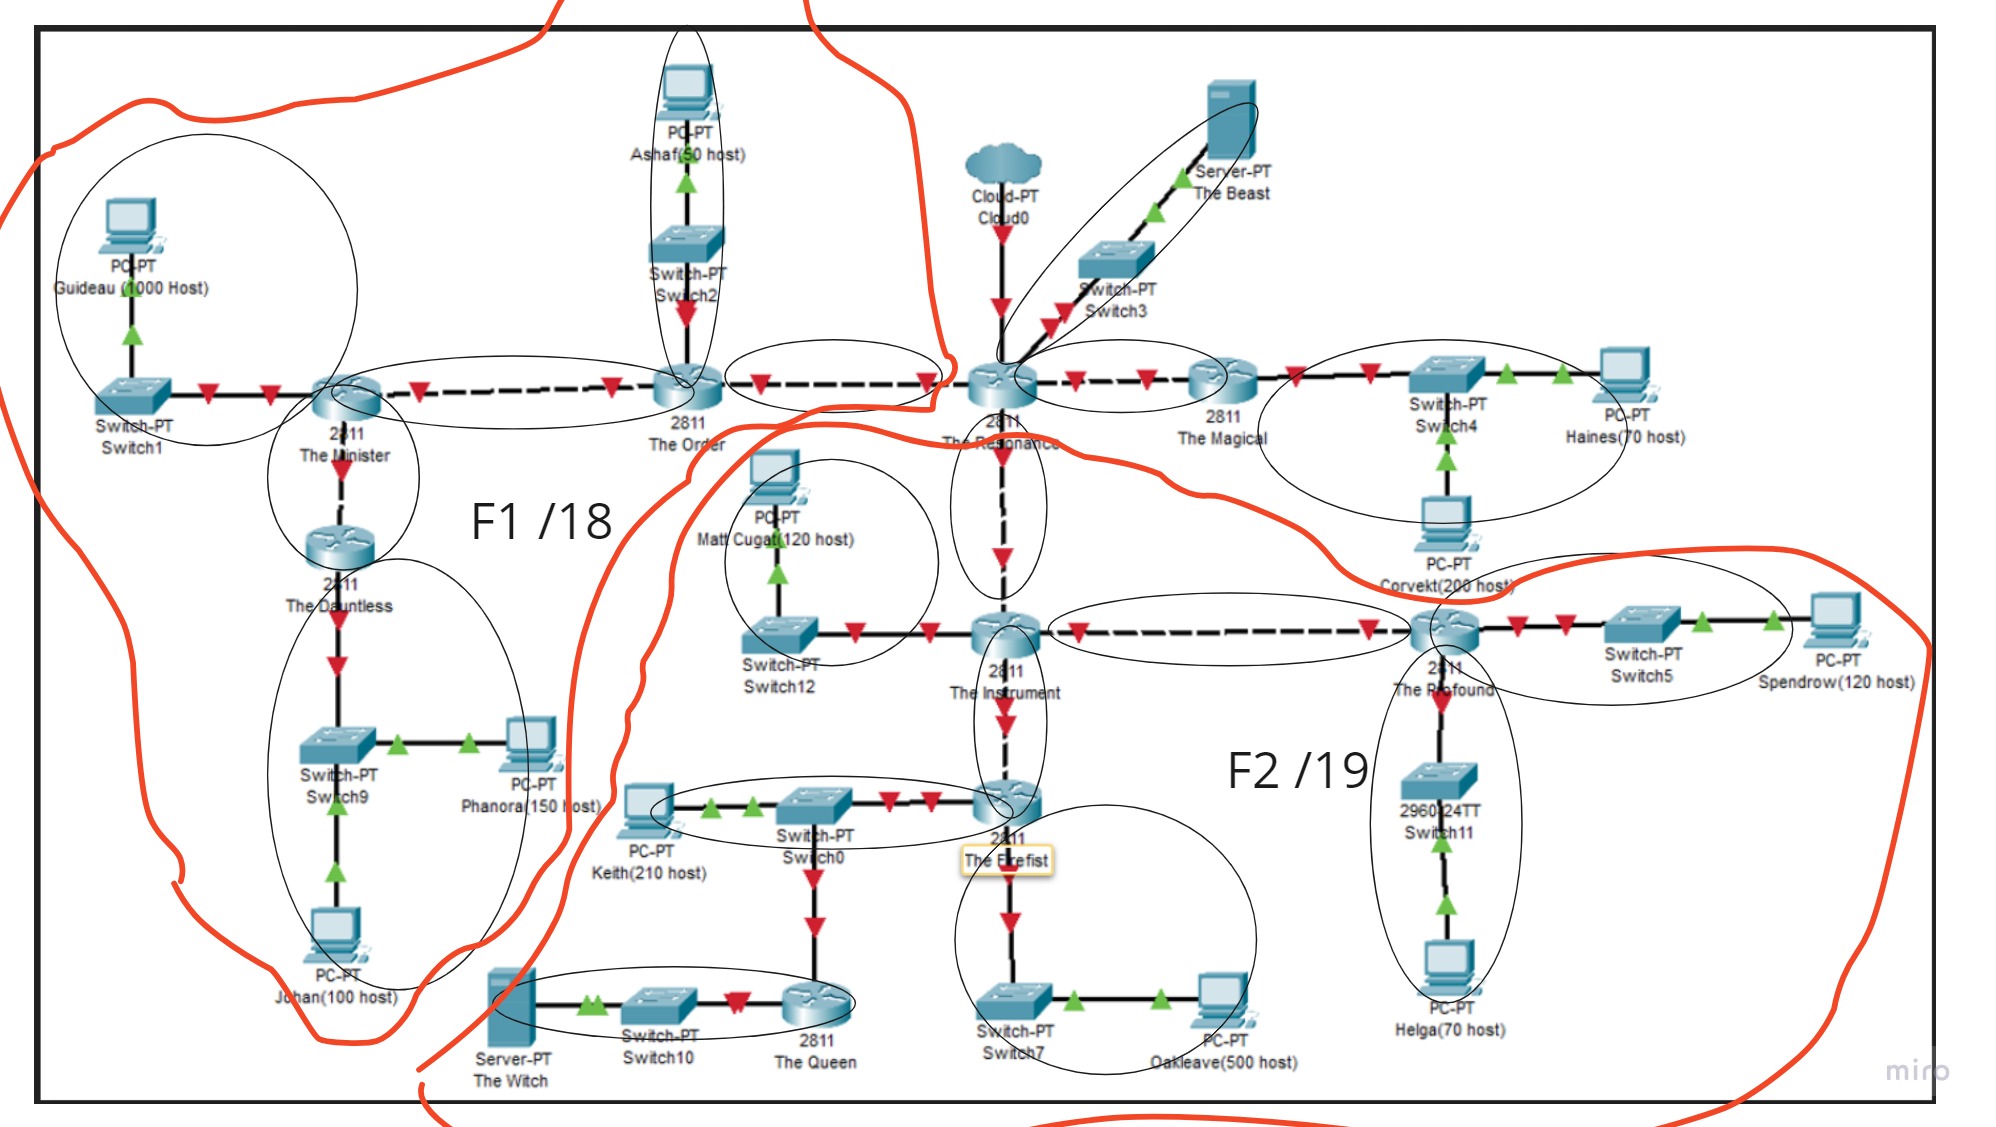 PC-PT
Ashaf(50 host)
Server-PT
The Beast
Cloud-PT
Cloud0
PC-PT
Guideau (1000 Host)
Switch-PT
Switch2
Switch-PT
Switch3
Switch-PT
Switch1
2811
The Minister
2811
The Order
2811
The Resonance
2811
The Magical
Switch-PT
Switch4
PC-PT
Haines(70 host)
F1 /18
PC-PT
Matt Cugat(120 host)
PC-PT
Corvekt(200 host)
2811
The Dauntless
Switch-PT
Switch12
2811
The Instrument
2811
The Profound
Switch-PT
Switch5
PC-PT
Spendrow(120 host)
F2 /19
Switch-PT
Switch9
PC-PT
Phanora(150 host)
PC-PT
Keith(210 host)
Switch-PT
Switch0
2811
The Firefist
2960-24TT
Switch11
PC-PT
Johan(100 host)
Server-PT
The Witch
Switch-PT
Switch10
2811
The Queen
Switch-PT
Switch7
PC-PT
Oakleave(500 host)
PC-PT
Helga(70 host)
miro